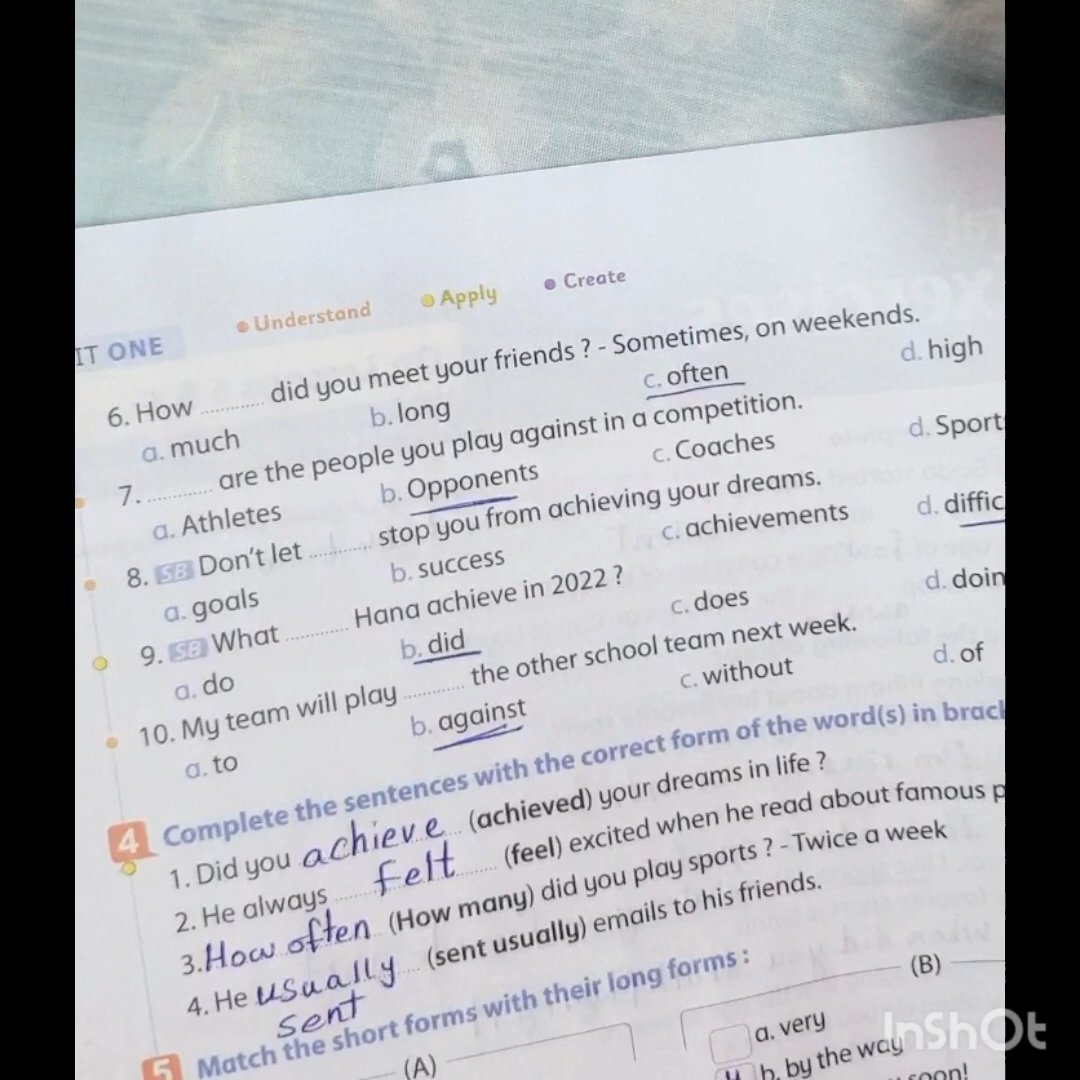 IT ONE
Understand
Apply
Create
6. How ............ did you meet your friends ? - Sometimes, on weekends.
a. much b. long c. often d. high
7. ............ are the people you play against in a competition.
a. Athletes b. Opponents c. Coaches d. Sport
8. SB Don't let ............ stop you from achieving your dreams.
a. goals b. success c. achievements d. diffic
9. SB What ............ Hana achieve in 2022 ?
a. do b. did c. does d. doin
10. My team will play ............ the other school team next week.
a. to b. against c. without d. of
4 Complete the sentences with the correct form of the word(s) in brack
1. Did you achieve (achieved) your dreams in life ?
2. He always felt (feel) excited when he read about famous p
3. How often (How many) did you play sports ? - Twice a week
4. He usually (sent usually) emails to his friends.
sent
5 Match the short forms with their long forms :
(A) (B)
a. very
b. by the way
soon!
InShOt